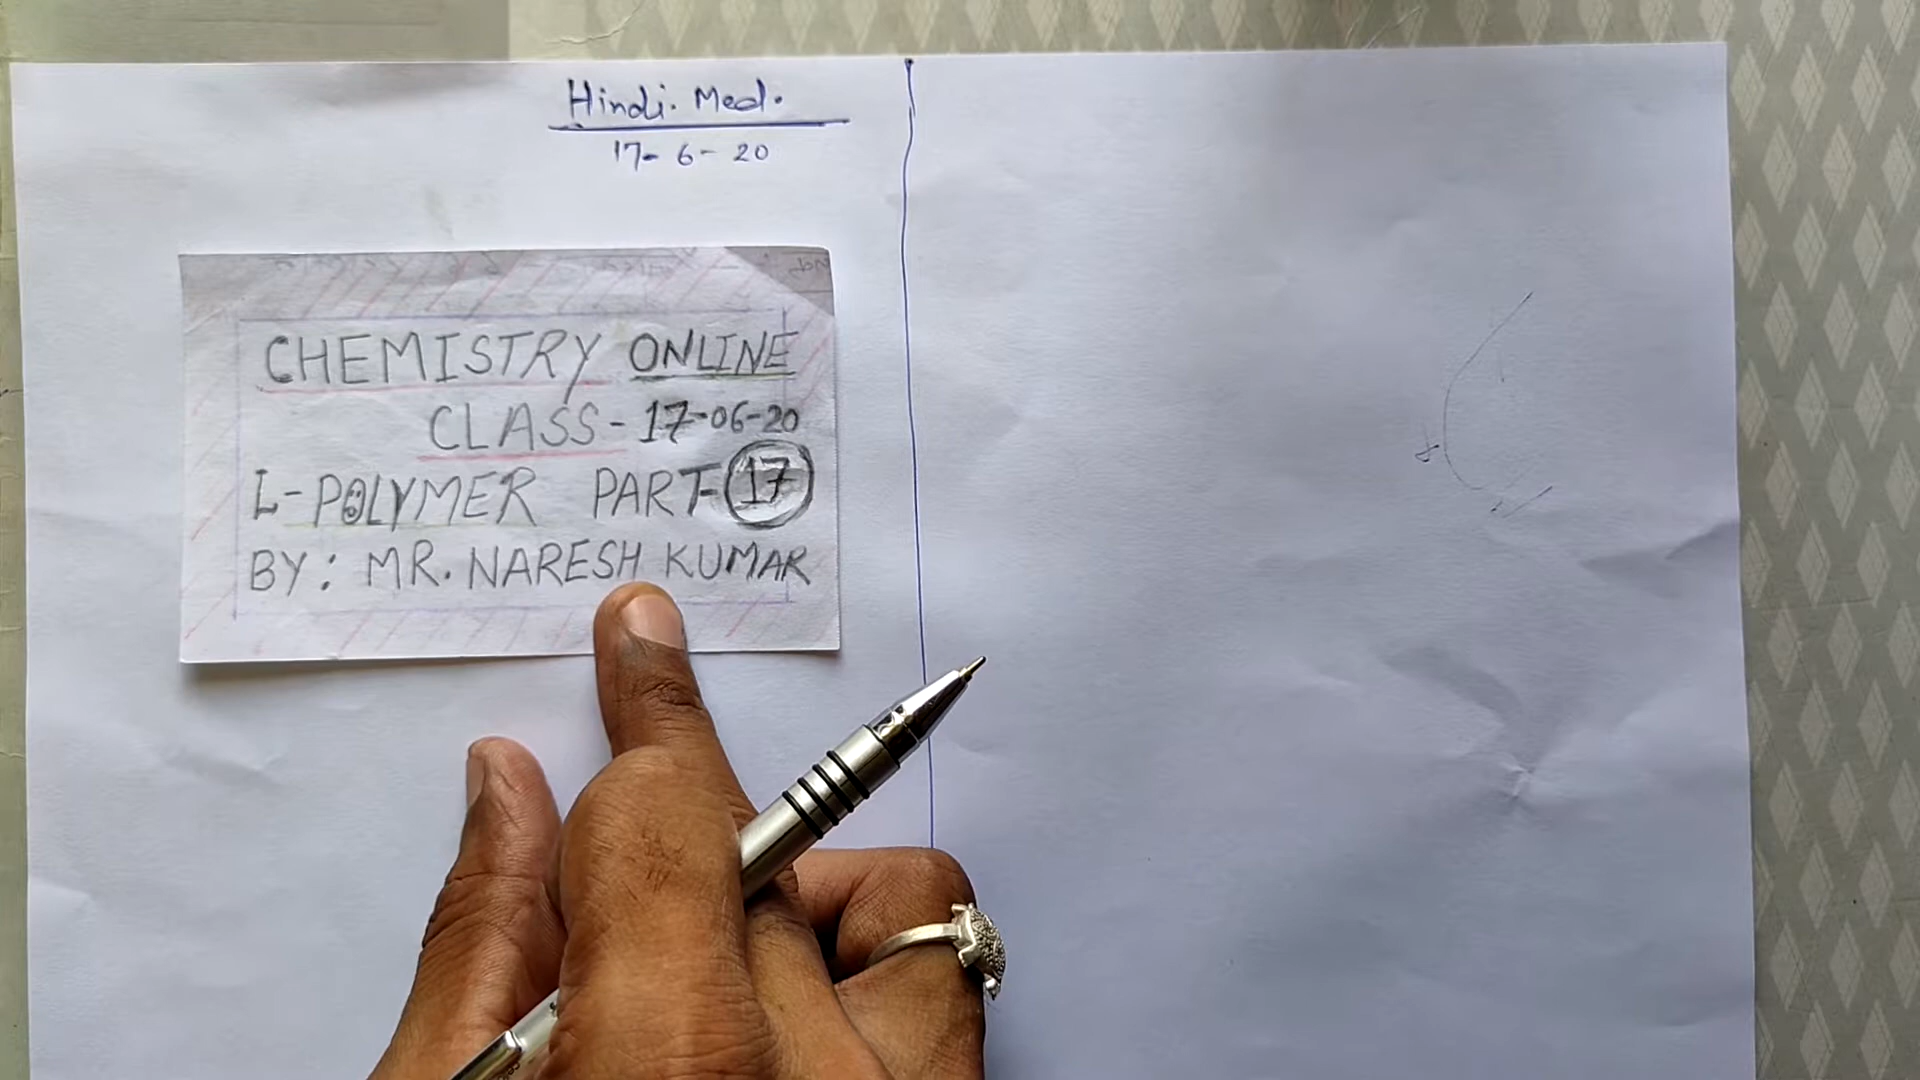 Hindi. Med.
17- 6- 20
CHEMISTRY ONLINE
CLASS - 17-06-20
L-POLYMER PART-17
BY: MR. NARESH KUMAR